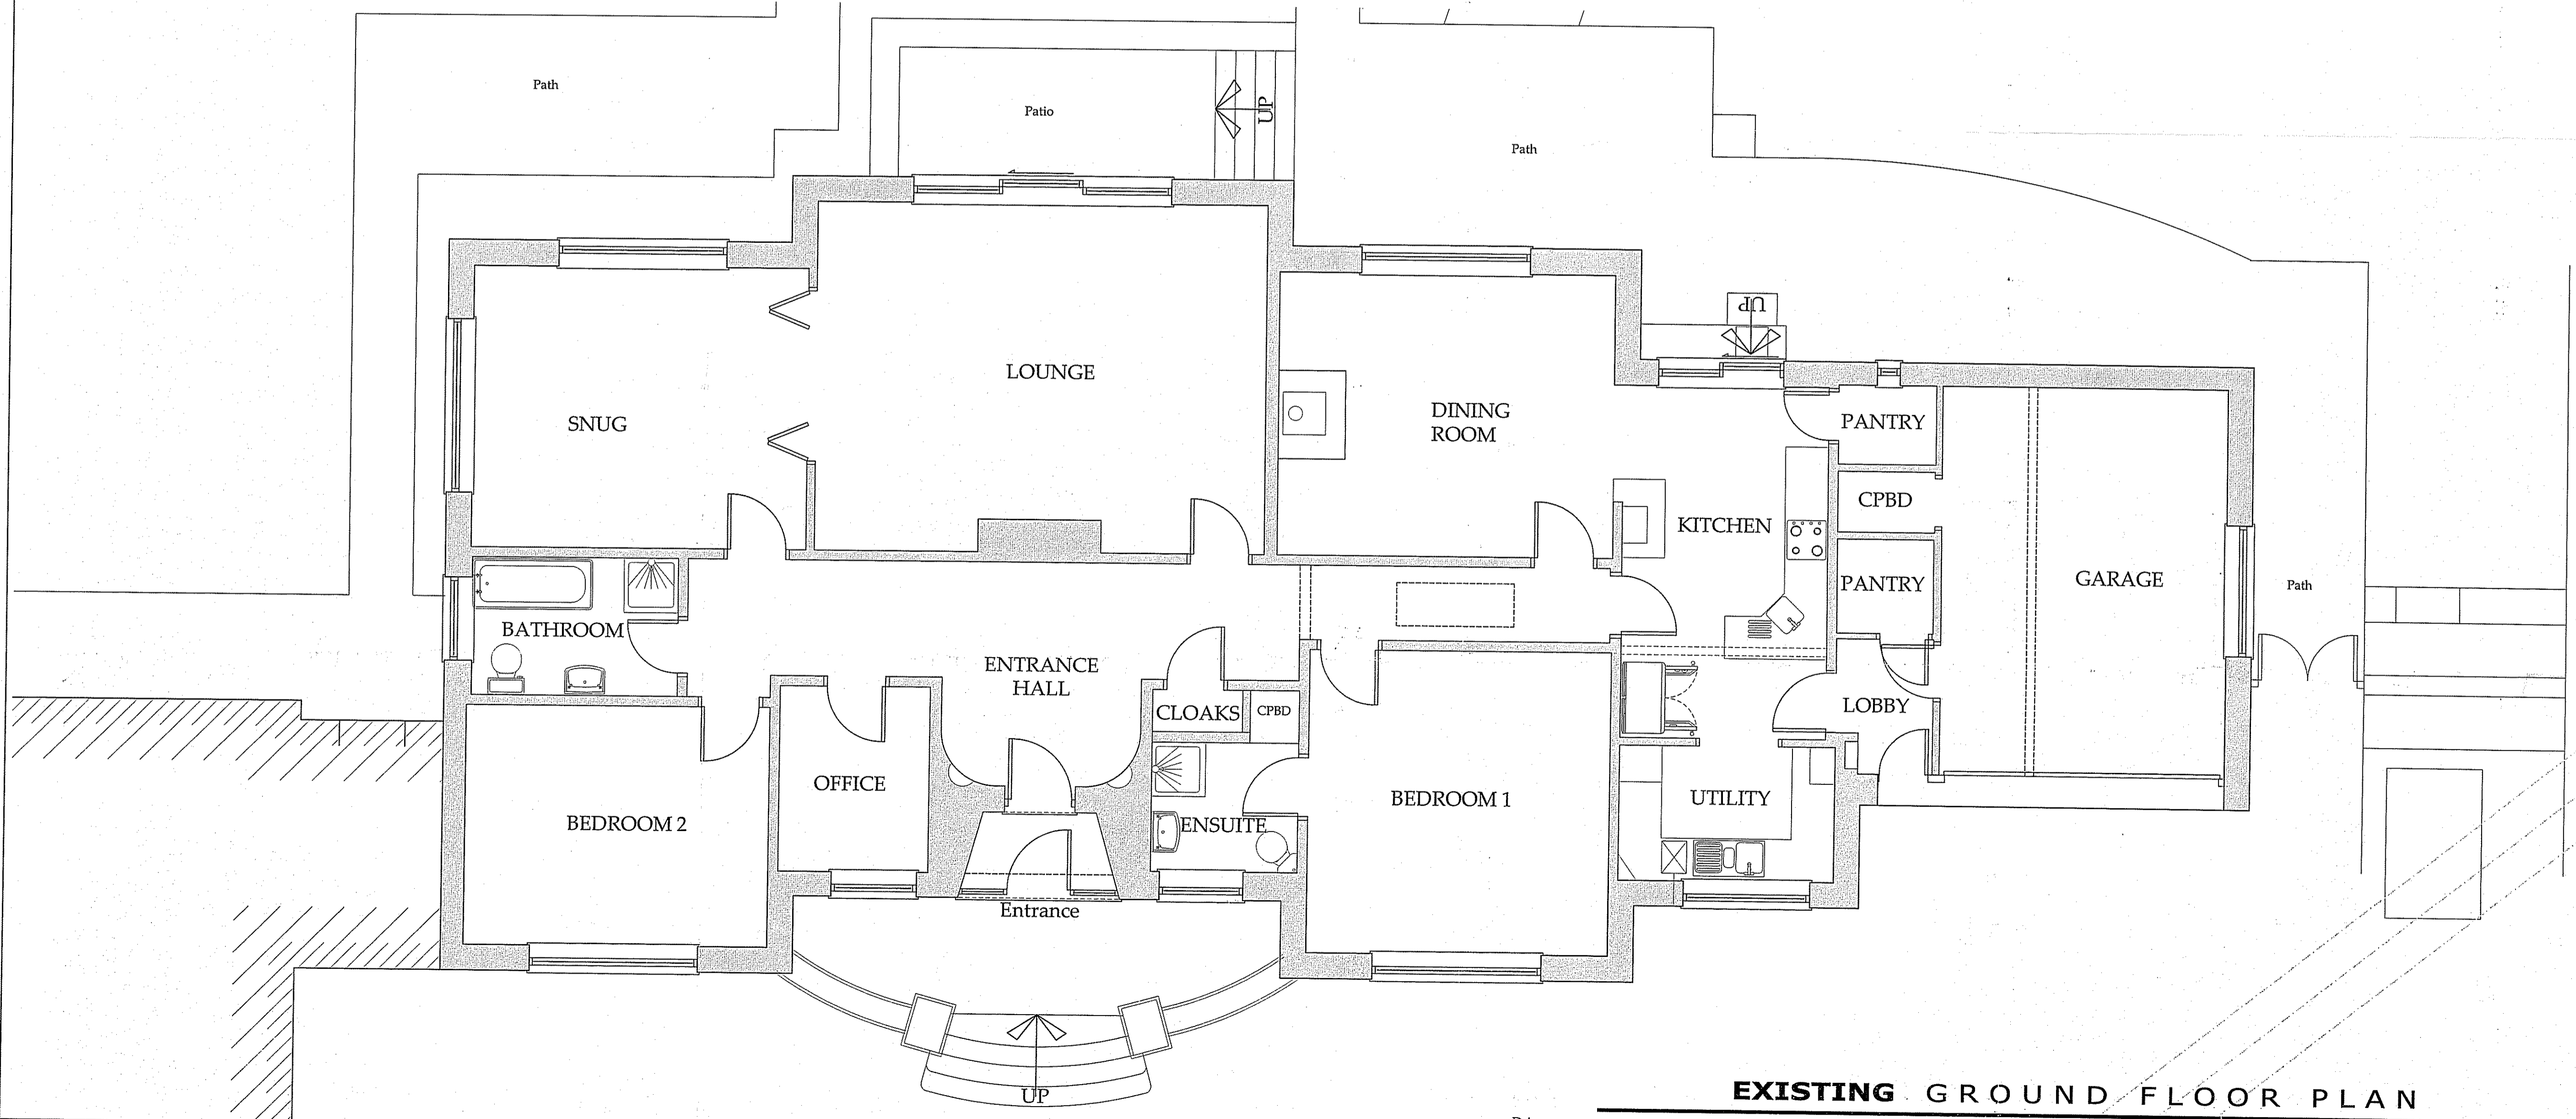 Path
Patio
UP
Path
UP
LOUNGE
SNUG
DINING
ROOM
PANTRY
CPBD
KITCHEN
PANTRY
GARAGE
Path
BATHROOM
ENTRANCE
HALL
CLOAKS
CPBD
LOBBY
OFFICE
BEDROOM 2
ENSUITE
BEDROOM 1
UTILITY
Entrance
UP
EXISTING GROUND FLOOR PLAN